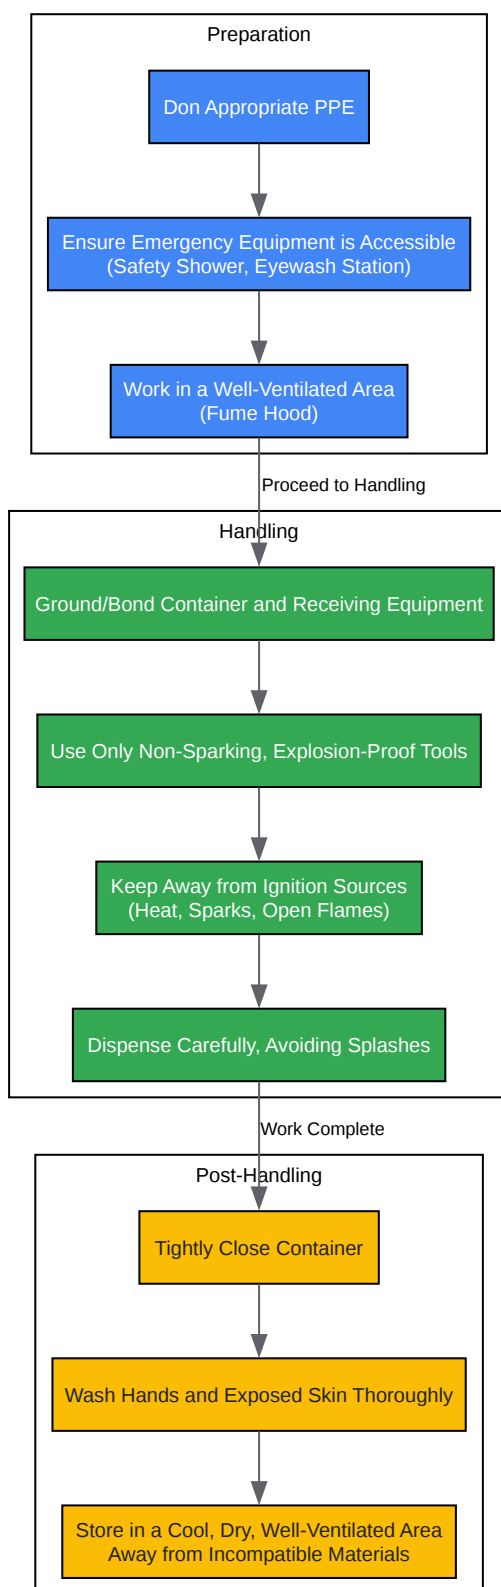 Preparation
Don Appropriate PPE
Ensure Emergency Equipment is Accessible
(Safety Shower, Eyewash Station)
Work in a Well-Ventilated Area
(Fume Hood)
Proceed to Handling
Handling
Ground/Bond Container and Receiving Equipment
Use Only Non-Sparking, Explosion-Proof Tools
Keep Away from Ignition Sources
(Heat, Sparks, Open Flames)
Dispense Carefully, Avoiding Splashes
Work Complete
Post-Handling
Tightly Close Container
Wash Hands and Exposed Skin Thoroughly
Store in a Cool, Dry, Well-Ventilated Area
Away from Incompatible Materials